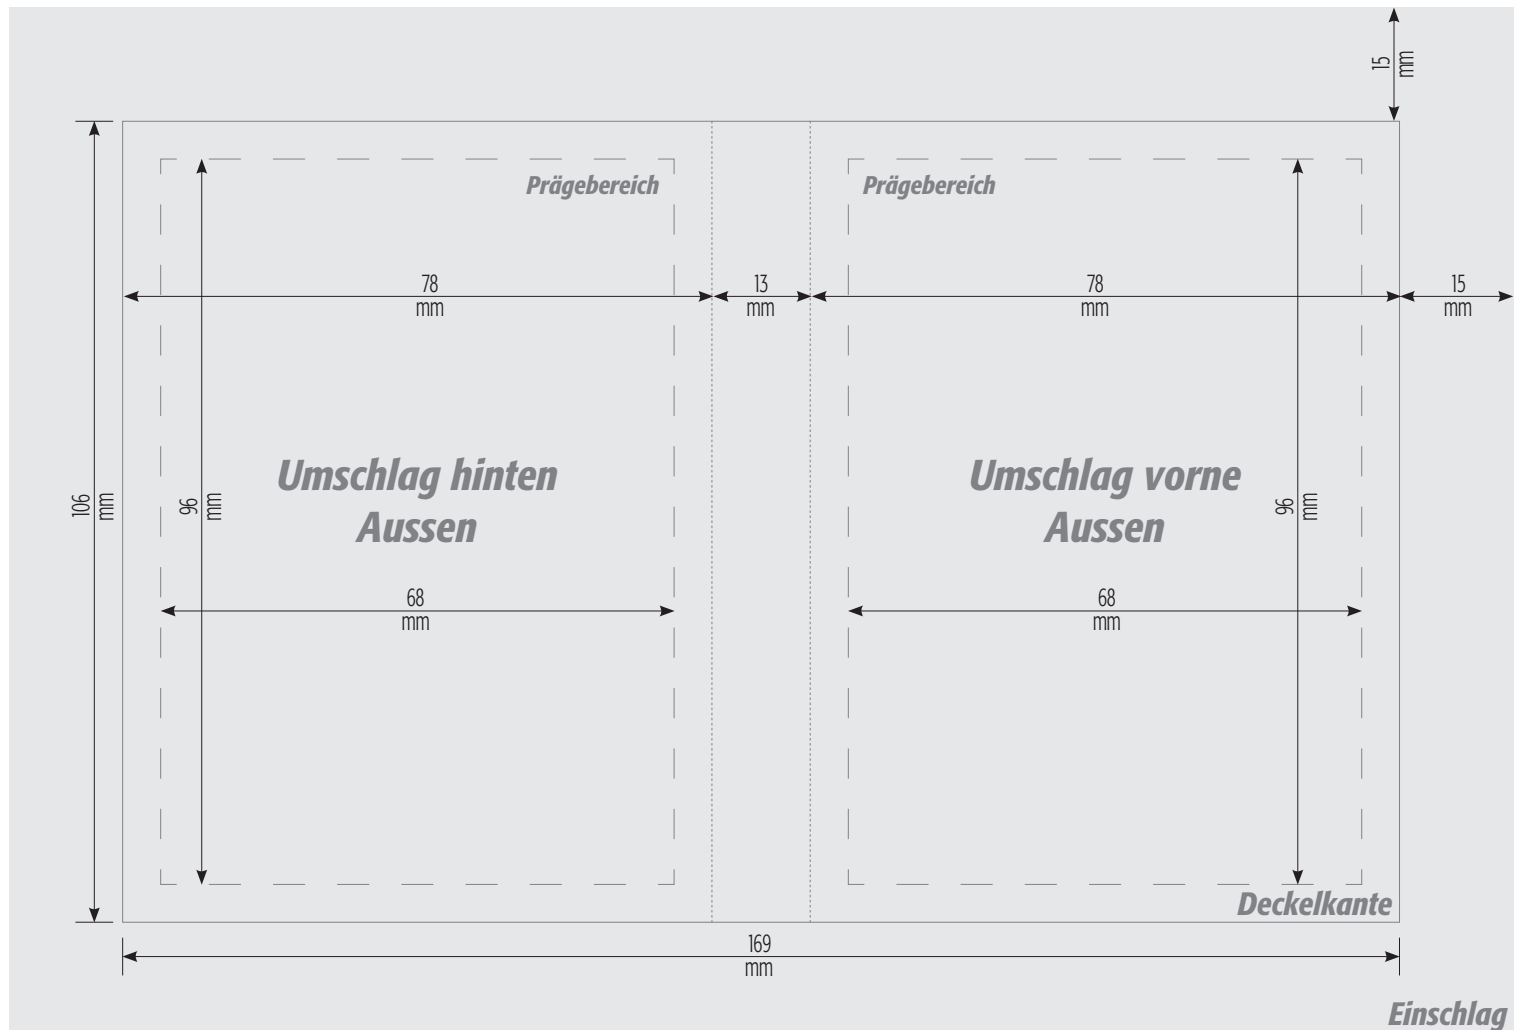 15
mm
Prägebereich
Prägebereich
78
mm
13
mm
78
mm
15
mm
Umschlag hinten
Aussen
Umschlag vorne
Aussen
106
mm
96
mm
96
mm
68
mm
68
mm
Deckelkante
169
mm
Einschlag